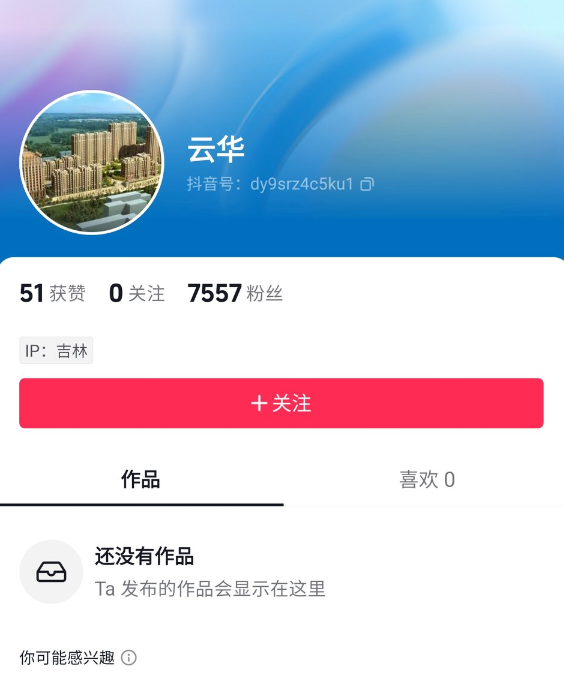 云华
抖音号：dy9srz4c5ku1
51 获赞 0 关注 7557 粉丝
IP：吉林
+关注
作品 喜欢 0
还没有作品
Ta 发布的作品会显示在这里
你可能感兴趣